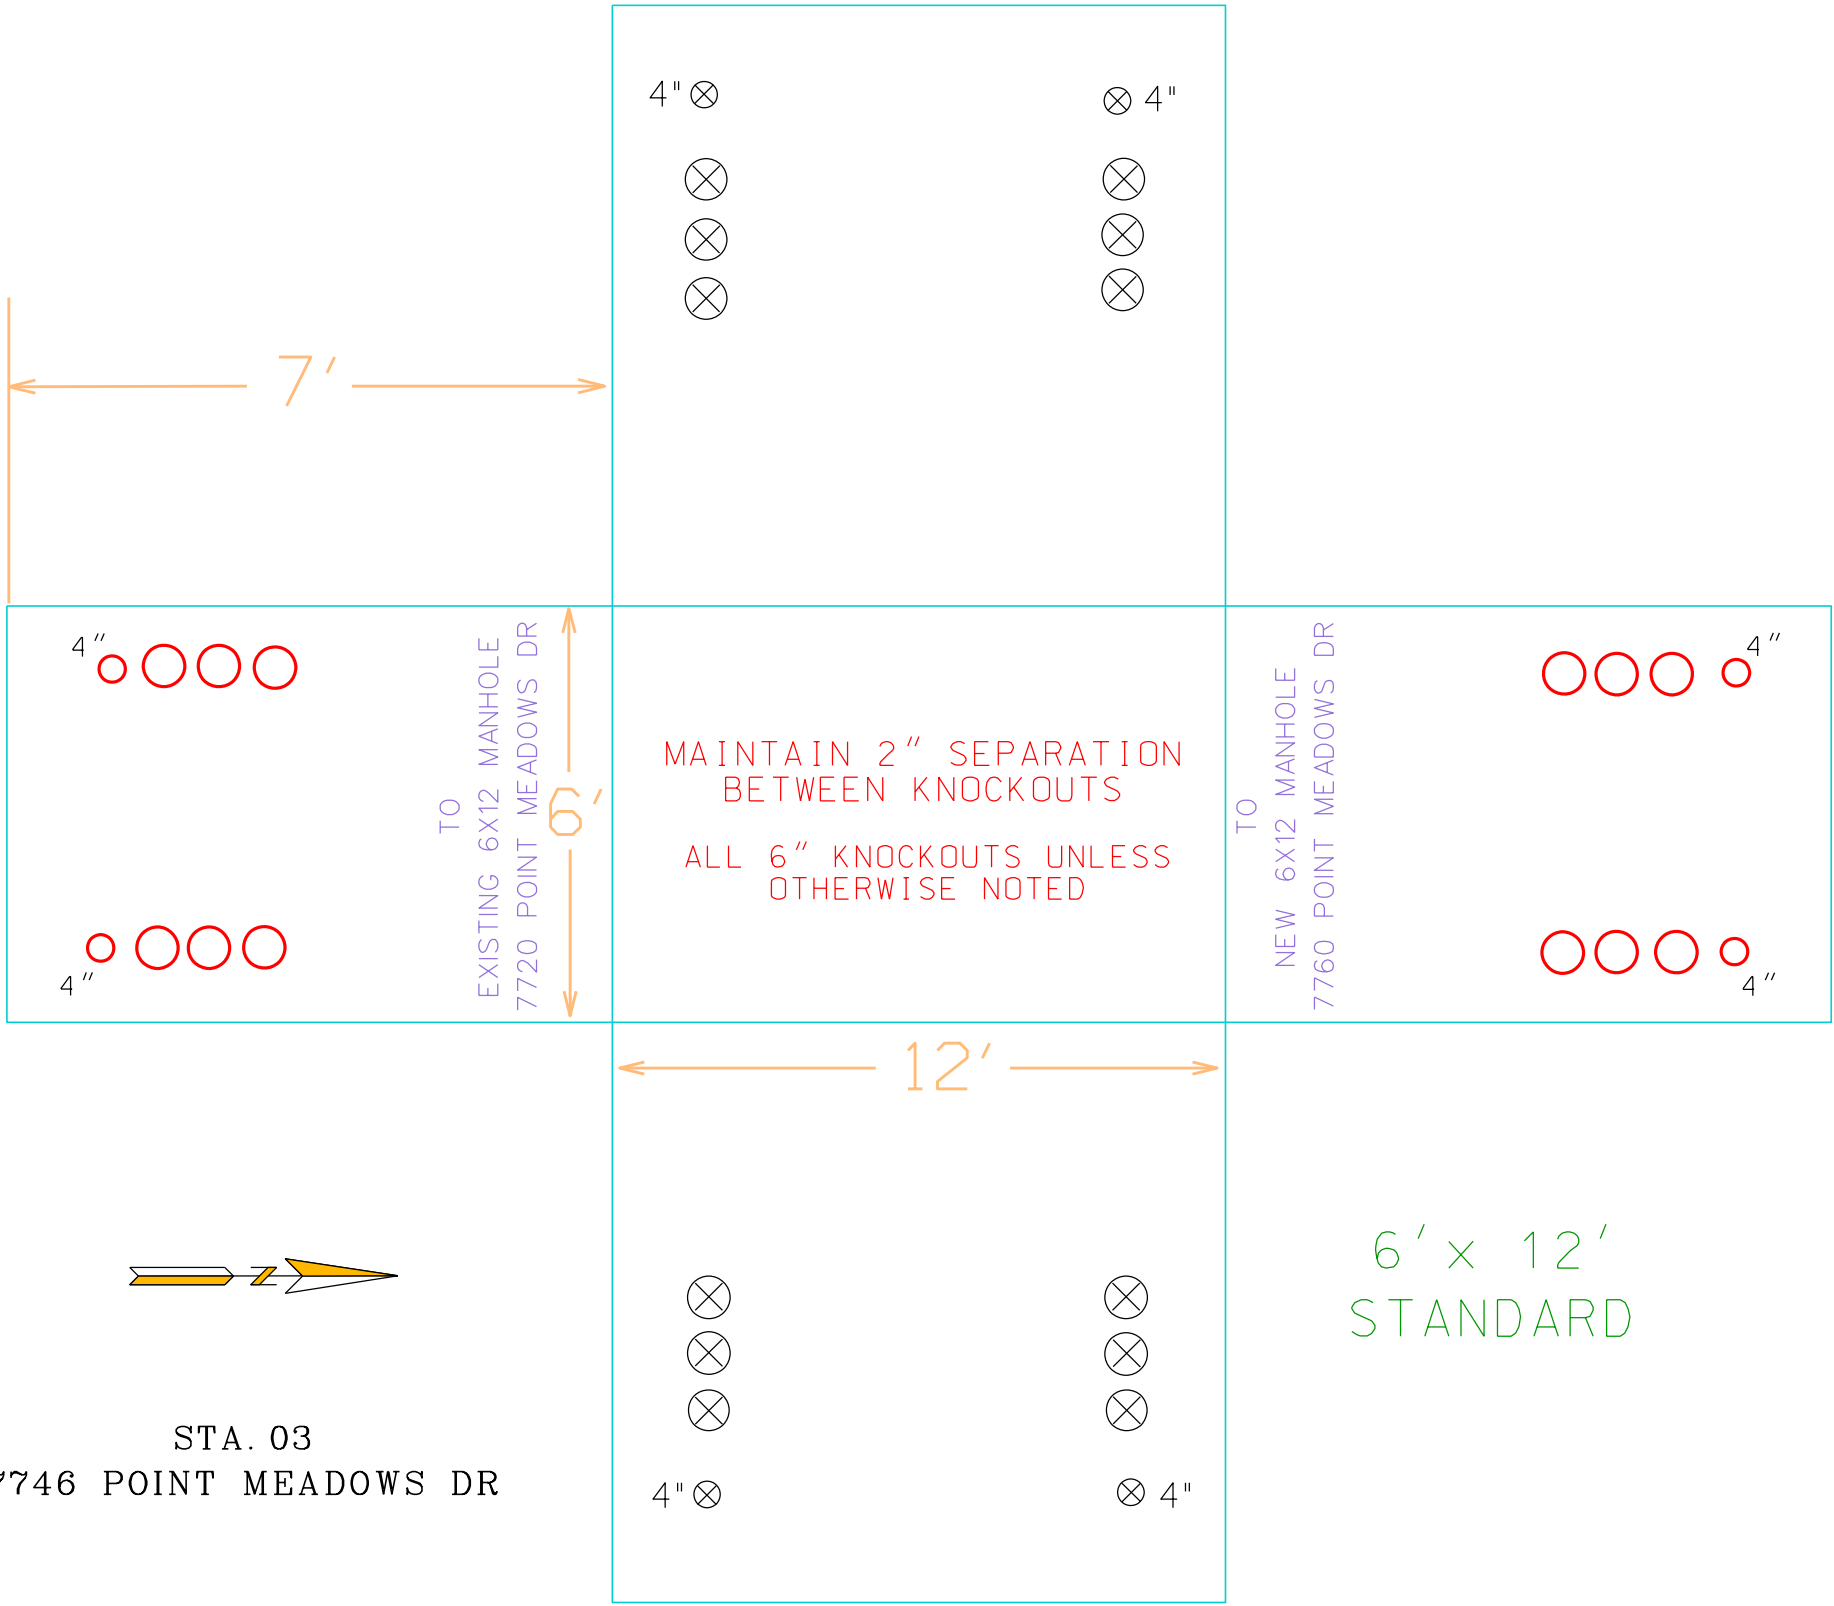 4"
4"
7'
4"
4"
TO
EXISTING 6X12 MANHOLE
7720 POINT MEADOWS DR
6'
MAINTAIN 2" SEPARATION
BETWEEN KNOCKOUTS
ALL 6" KNOCKOUTS UNLESS
OTHERWISE NOTED
TO
NEW 6X12 MANHOLE
7760 POINT MEADOWS DR
4"
4"
12'
N
6'x 12'
STANDARD
STA. 03
7746 POINT MEADOWS DR
4"
4"